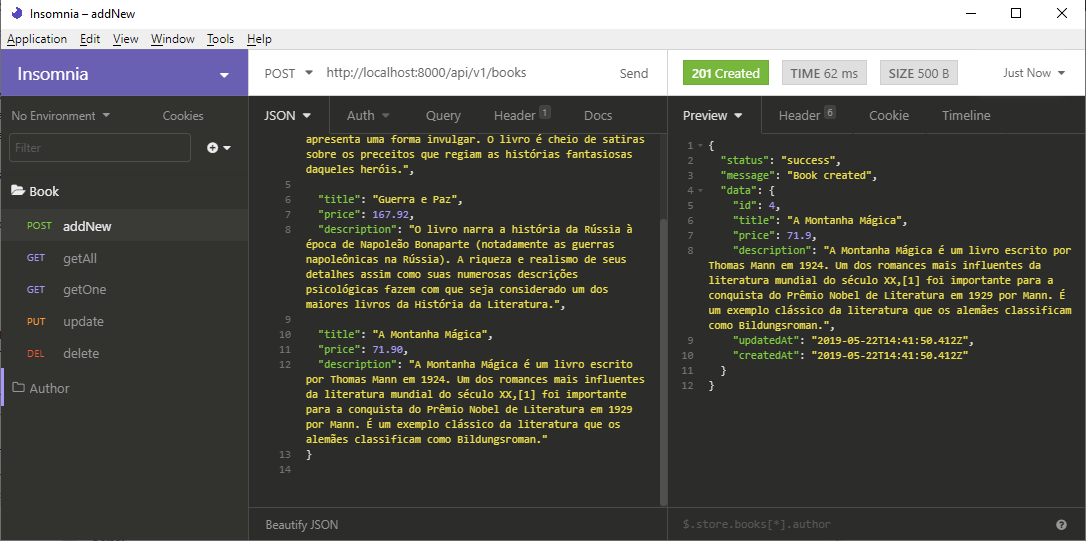 Insomnia – addNew
Application Edit View Window Tools Help
Insomnia
POST http://localhost:8000/api/v1/books Send
201 Created TIME 62 ms SIZE 500 B Just Now
No Environment Cookies
JSON Auth Query Header 1 Docs
Preview Header 6 Cookie Timeline
Filter
Book
POST addNew
GET getAll
GET getOne
PUT update
DEL delete
Author
apresenta uma forma invulgar. O livro é cheio de satiras
sobre os preceitos que regiam as histórias fantasiosas
daqueles heróis.",
5
6 "title": "Guerra e Paz",
7 "price": 167.92,
8 "description": "O livro narra a história da Rússia à
época de Napoleão Bonaparte (notadamente as guerras
napoleônicas na Rússia). A riqueza e realismo de seus
detalhes assim como suas numerosas descrições
psicológicas fazem com que seja considerado um dos
maiores livros da História da Literatura.",
9
10 "title": "A Montanha Mágica",
11 "price": 71.90,
12 "description": "A Montanha Mágica é um livro escrito
por Thomas Mann em 1924. Um dos romances mais influentes
da literatura mundial do século XX,[1] foi importante
para a conquista do Prêmio Nobel de Literatura em 1929
por Mann. É um exemplo clássico da literatura que os
alemães classificam como Bildungsroman."
13 }
14
Beautify JSON
1 {
2 "status": "success",
3 "message": "Book created",
4 "data": {
5 "id": 4,
6 "title": "A Montanha Mágica",
7 "price": 71.9,
8 "description": "A Montanha Mágica é um livro escrito por
Thomas Mann em 1924. Um dos romances mais influentes da
literatura mundial do século XX,[1] foi importante para a
conquista do Prêmio Nobel de Literatura em 1929 por Mann. É
um exemplo clássico da literatura que os alemães classificam
como Bildungsroman.",
9 "updatedAt": "2019-05-22T14:41:50.412Z",
10 "createdAt": "2019-05-22T14:41:50.412Z"
11 }
12 }
$.store.books[*].author